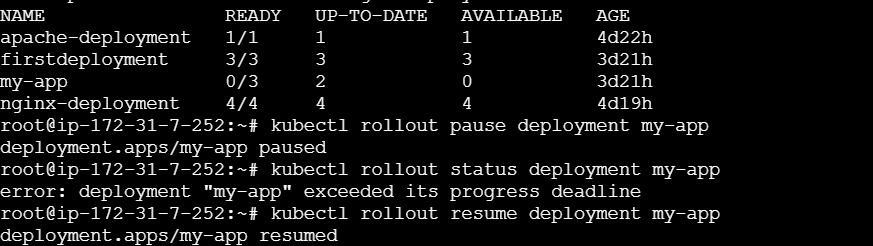 NAME READY UP-TO-DATE AVAILABLE AGE
apache-deployment 1/1 1 1 4d22h
firstdeployment 3/3 3 3 3d21h
my-app 0/3 2 0 3d21h
nginx-deployment 4/4 4 4 4d19h
root@ip-172-31-7-252:~# kubectl rollout pause deployment my-app
deployment.apps/my-app paused
root@ip-172-31-7-252:~# kubectl rollout status deployment my-app
error: deployment "my-app" exceeded its progress deadline
root@ip-172-31-7-252:~# kubectl rollout resume deployment my-app
deployment.apps/my-app resumed